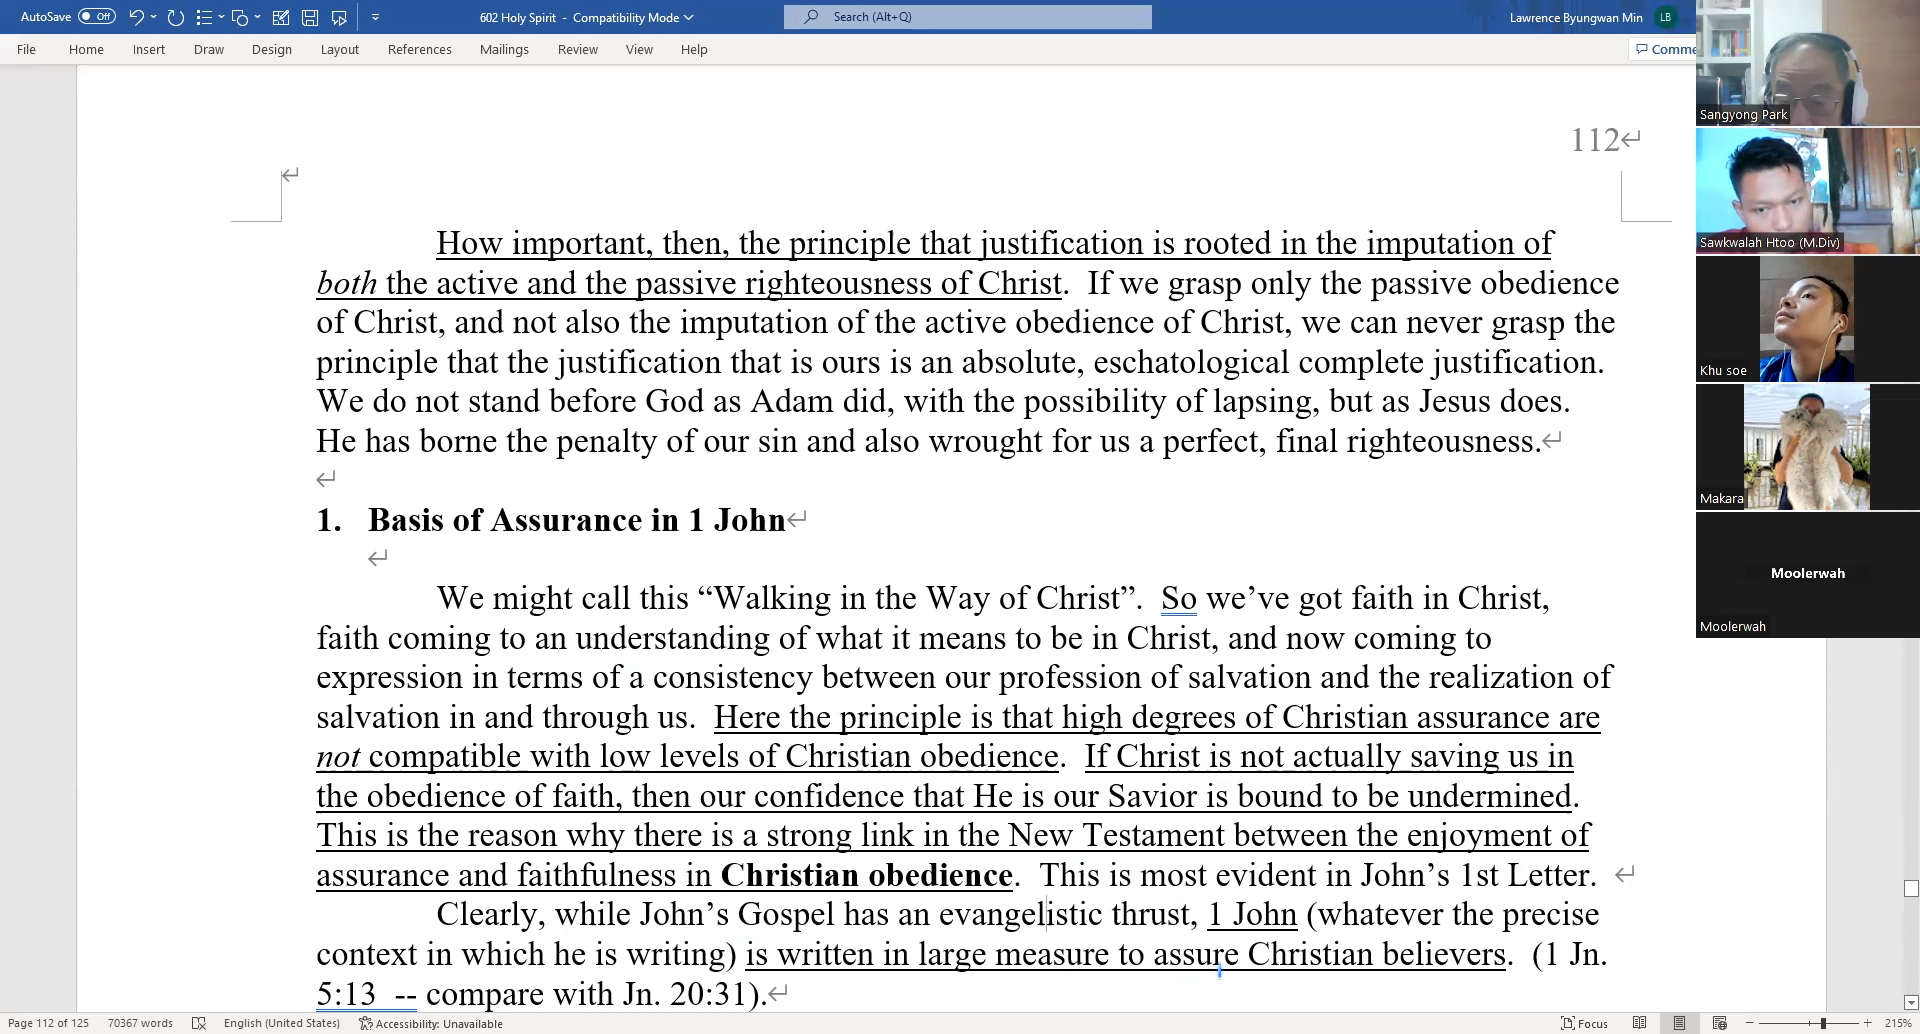 AutoSave Off
602 Holy Spirit - Compatibility Mode
Search (Alt+Q)
Lawrence Byungwan Min LB
File Home Insert Draw Design Layout References Mailings Review View Help
Comme
112
How important, then, the principle that justification is rooted in the imputation of
both the active and the passive righteousness of Christ. If we grasp only the passive obedience
of Christ, and not also the imputation of the active obedience of Christ, we can never grasp the
principle that the justification that is ours is an absolute, eschatological complete justification.
We do not stand before God as Adam did, with the possibility of lapsing, but as Jesus does.
He has borne the penalty of our sin and also wrought for us a perfect, final righteousness.
1. Basis of Assurance in 1 John
We might call this “Walking in the Way of Christ”. So we’ve got faith in Christ,
faith coming to an understanding of what it means to be in Christ, and now coming to
expression in terms of a consistency between our profession of salvation and the realization of
salvation in and through us. Here the principle is that high degrees of Christian assurance are
not compatible with low levels of Christian obedience. If Christ is not actually saving us in
the obedience of faith, then our confidence that He is our Savior is bound to be undermined.
This is the reason why there is a strong link in the New Testament between the enjoyment of
assurance and faithfulness in Christian obedience. This is most evident in John’s 1st Letter.
Clearly, while John’s Gospel has an evangelistic thrust, 1 John (whatever the precise
context in which he is writing) is written in large measure to assure Christian believers. (1 Jn.
5:13 -- compare with Jn. 20:31).
Sangyong Park
Sawkwalah Htoo (M.Div)
Khu soe
Makara
Moolerwah
Moolerwah
Page 112 of 125 70367 words English (United States) Accessibility: Unavailable
Focus
215%